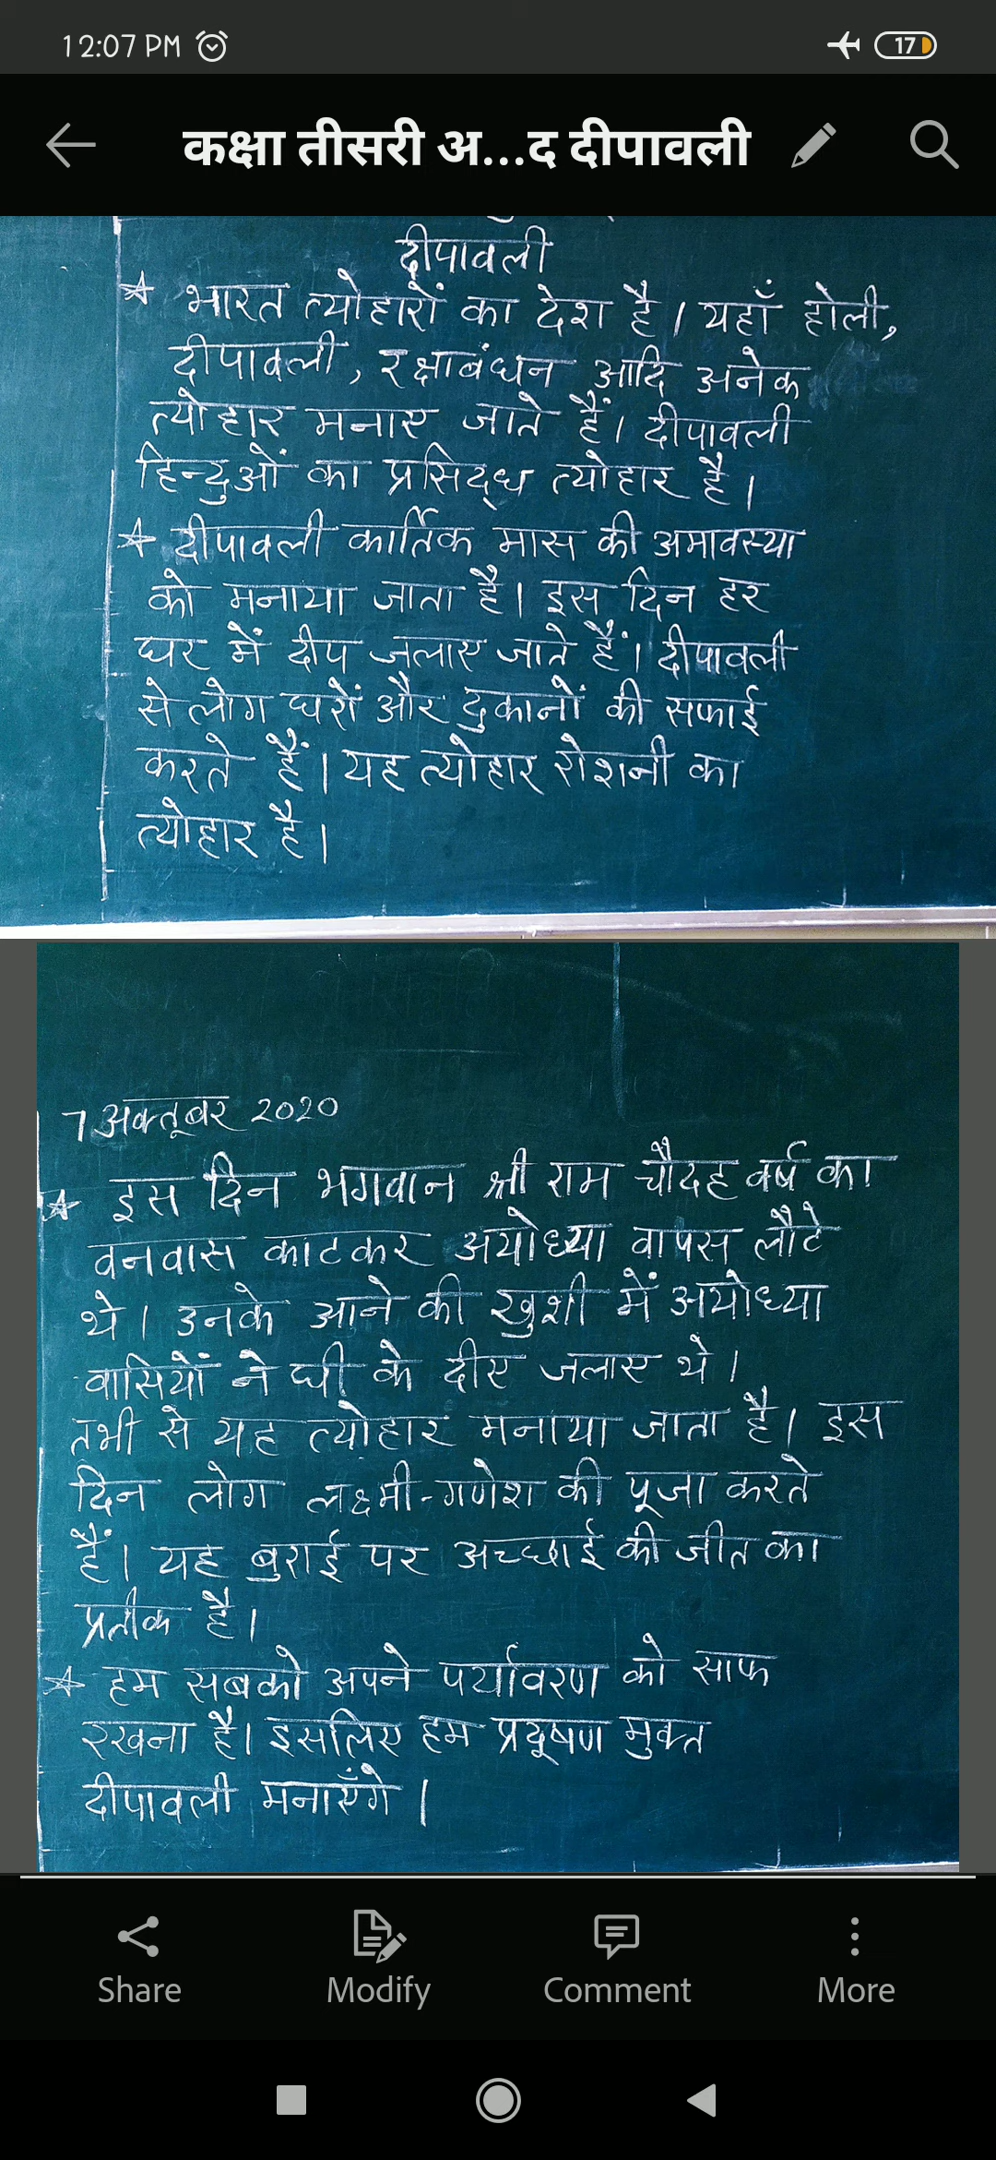 12:07 PM
17
कक्षा तीसरी अ...द दीपावली
दीपावली
★ भारत त्योहारों का देश है। यहाँ होली,
दीपावली, रक्षाबंधन आदि अनेक
त्योहार मनाए जाते हैं। दीपावली
हिन्दुओं का प्रसिद्ध त्योहार है।
★ दीपावली कार्तिक मास की अमावस्या
को मनाया जाता है। इस दिन हर
घर में दीप जलाए जाते हैं। दीपावली
से लोग घरों और दुकानों की सफाई
करते हैं। यह त्योहार रोशनी का
त्योहार है।
7 अक्तूबर 2020
★ इस दिन भगवान श्री राम चौदह वर्ष का
वनवास काटकर अयोध्या वापस लौटे
थे। उनके आने की खुशी में अयोध्या
वासियों ने घी के दीए जलाए थे।
तभी से यह त्योहार मनाया जाता है। इस
दिन लोग लक्ष्मी-गणेश की पूजा करते
हैं। यह बुराई पर अच्छाई की जीत का
प्रतीक है।
★ हम सबको अपने पर्यावरण को साफ
रखना है। इसलिए हम प्रदूषण मुक्त
दीपावली मनाएँगे।
Share Modify Comment More